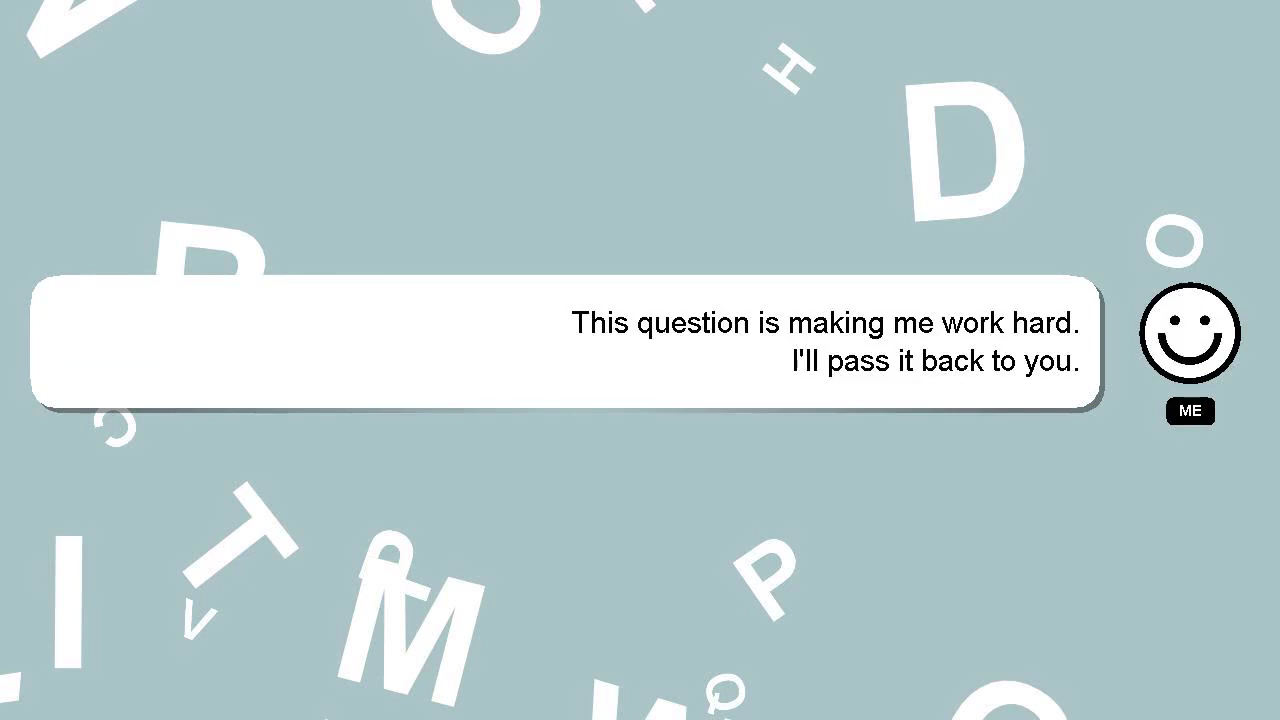 This question is making me work hard.
I'll pass it back to you.
ME
O
H
D
O
R
C
T
I
V
P
M
P
Q